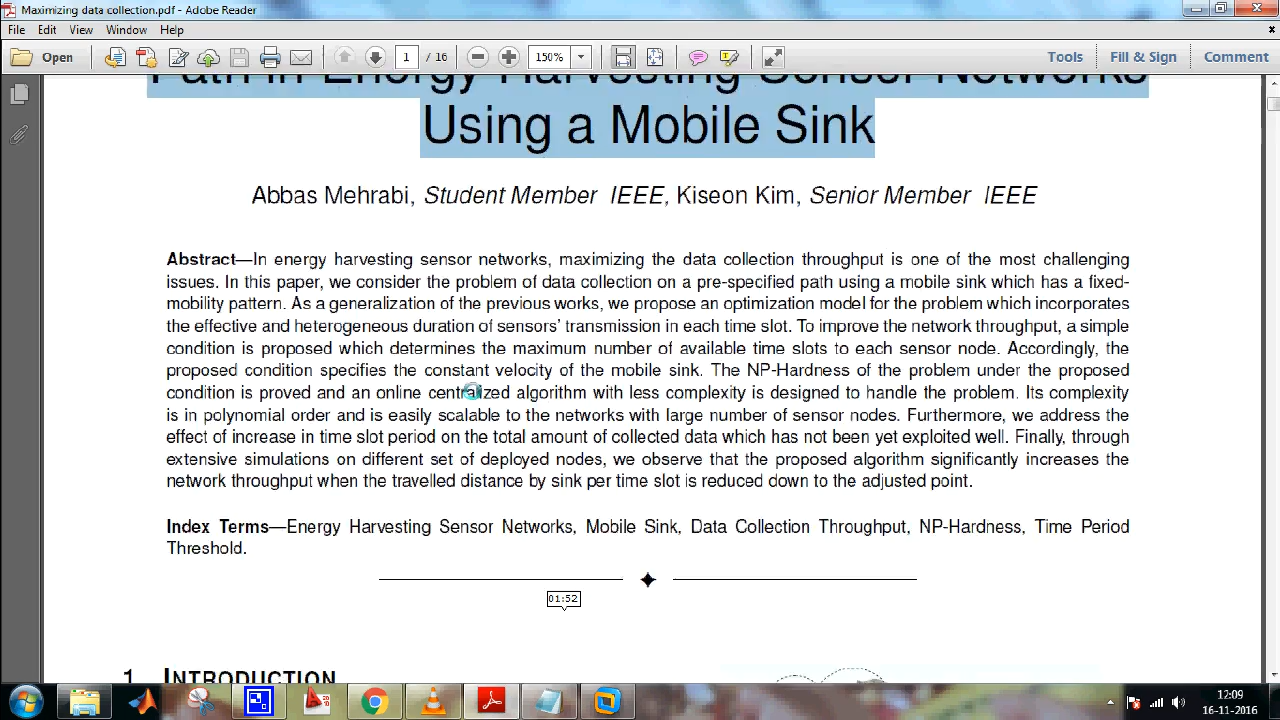 Maximizing data collection.pdf - Adobe Reader
File Edit View Window Help
Open 1 / 16 150% Tools Fill & Sign Comment
Path in Energy Harvesting Sensor Networks
Using a Mobile Sink
Abbas Mehrabi, Student Member IEEE, Kiseon Kim, Senior Member IEEE
Abstract—In energy harvesting sensor networks, maximizing the data collection throughput is one of the most challenging
issues. In this paper, we consider the problem of data collection on a pre-specified path using a mobile sink which has a fixed-
mobility pattern. As a generalization of the previous works, we propose an optimization model for the problem which incorporates
the effective and heterogeneous duration of sensors' transmission in each time slot. To improve the network throughput, a simple
condition is proposed which determines the maximum number of available time slots to each sensor node. Accordingly, the
proposed condition specifies the constant velocity of the mobile sink. The NP-Hardness of the problem under the proposed
condition is proved and an online centralized algorithm with less complexity is designed to handle the problem. Its complexity
is in polynomial order and is easily scalable to the networks with large number of sensor nodes. Furthermore, we address the
effect of increase in time slot period on the total amount of collected data which has not been yet exploited well. Finally, through
extensive simulations on different set of deployed nodes, we observe that the proposed algorithm significantly increases the
network throughput when the travelled distance by sink per time slot is reduced down to the adjusted point.
Index Terms—Energy Harvesting Sensor Networks, Mobile Sink, Data Collection Throughput, NP-Hardness, Time Period
Threshold.
01:52
1 INTRODUCTION
12:09
16-11-2016